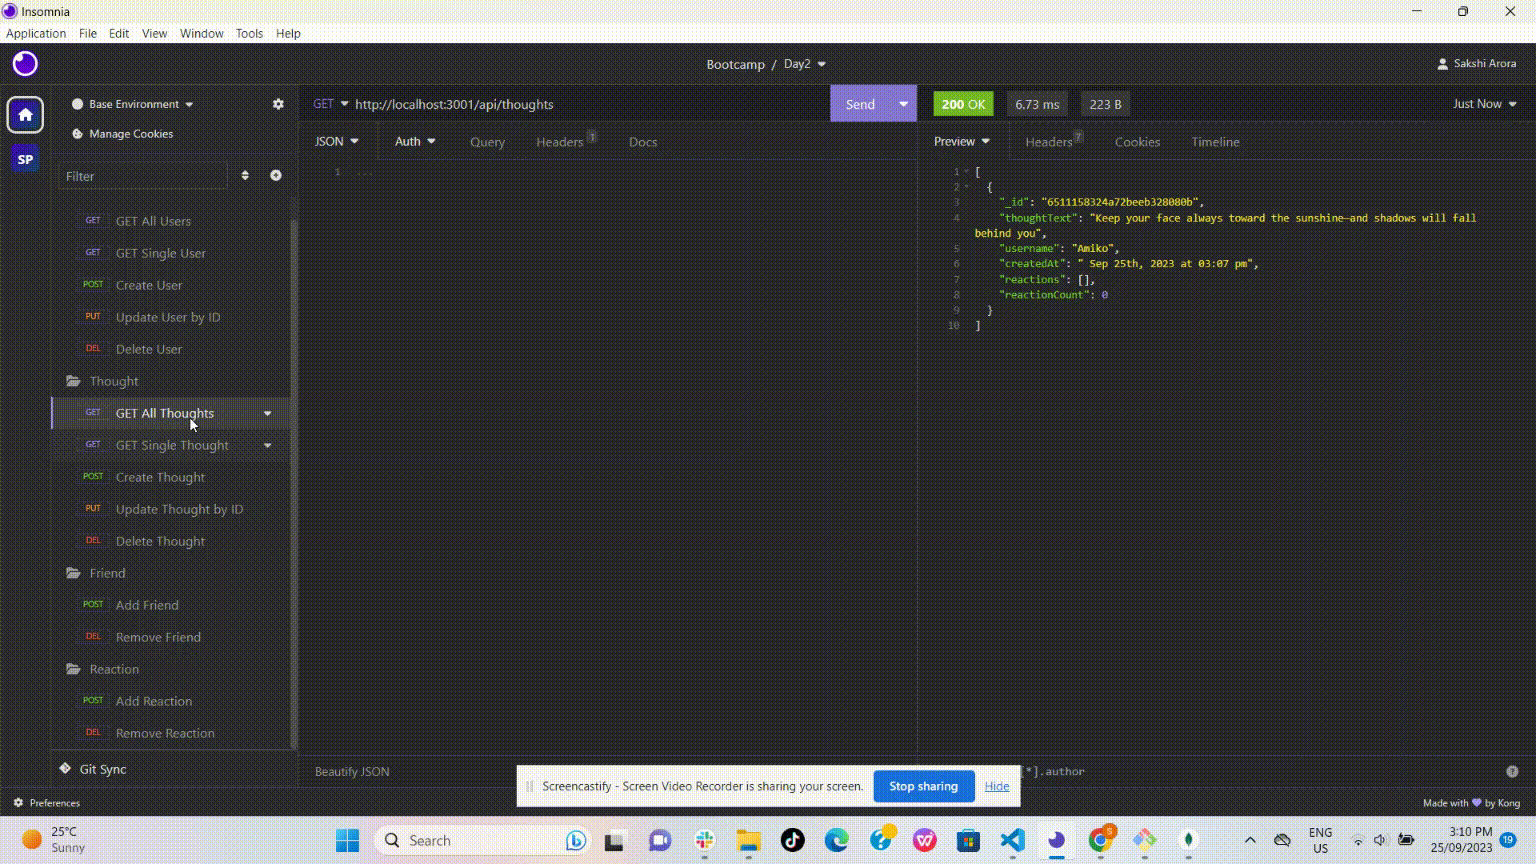 Insomnia
Application File Edit View Window Tools Help
Bootcamp / Day2
Sakshi Arora
Base Environment
Manage Cookies
SP
Filter
GET All Users
GET Single User
POST Create User
PUT Update User by ID
DEL Delete User
Thought
GET GET All Thoughts
GET GET Single Thought
POST Create Thought
PUT Update Thought by ID
DEL Delete Thought
Friend
POST Add Friend
DEL Remove Friend
Reaction
POST Add Reaction
DEL Remove Reaction
Git Sync
Preferences
GET http://localhost:3001/api/thoughts
Send
JSON Auth Query Headers 1 Docs
1 ...
Beautify JSON
200 OK 6.73 ms 223 B Just Now
Preview Headers 7 Cookies Timeline
1 [
2 {
3 "_id": "6511158324a72beeb328080b",
4 "thoughtText": "Keep your face always toward the sunshine—and shadows will fall
behind you",
5 "username": "Amiko",
6 "createdAt": " Sep 25th, 2023 at 03:07 pm",
7 "reactions": [],
8 "reactionCount": 0
9 }
10 ]
[*].author
Screencastify - Screen Video Recorder is sharing your screen. Stop sharing Hide
Made with by Kong
25°C
Sunny
Search
ENG
US
3:10 PM
25/09/2023
19